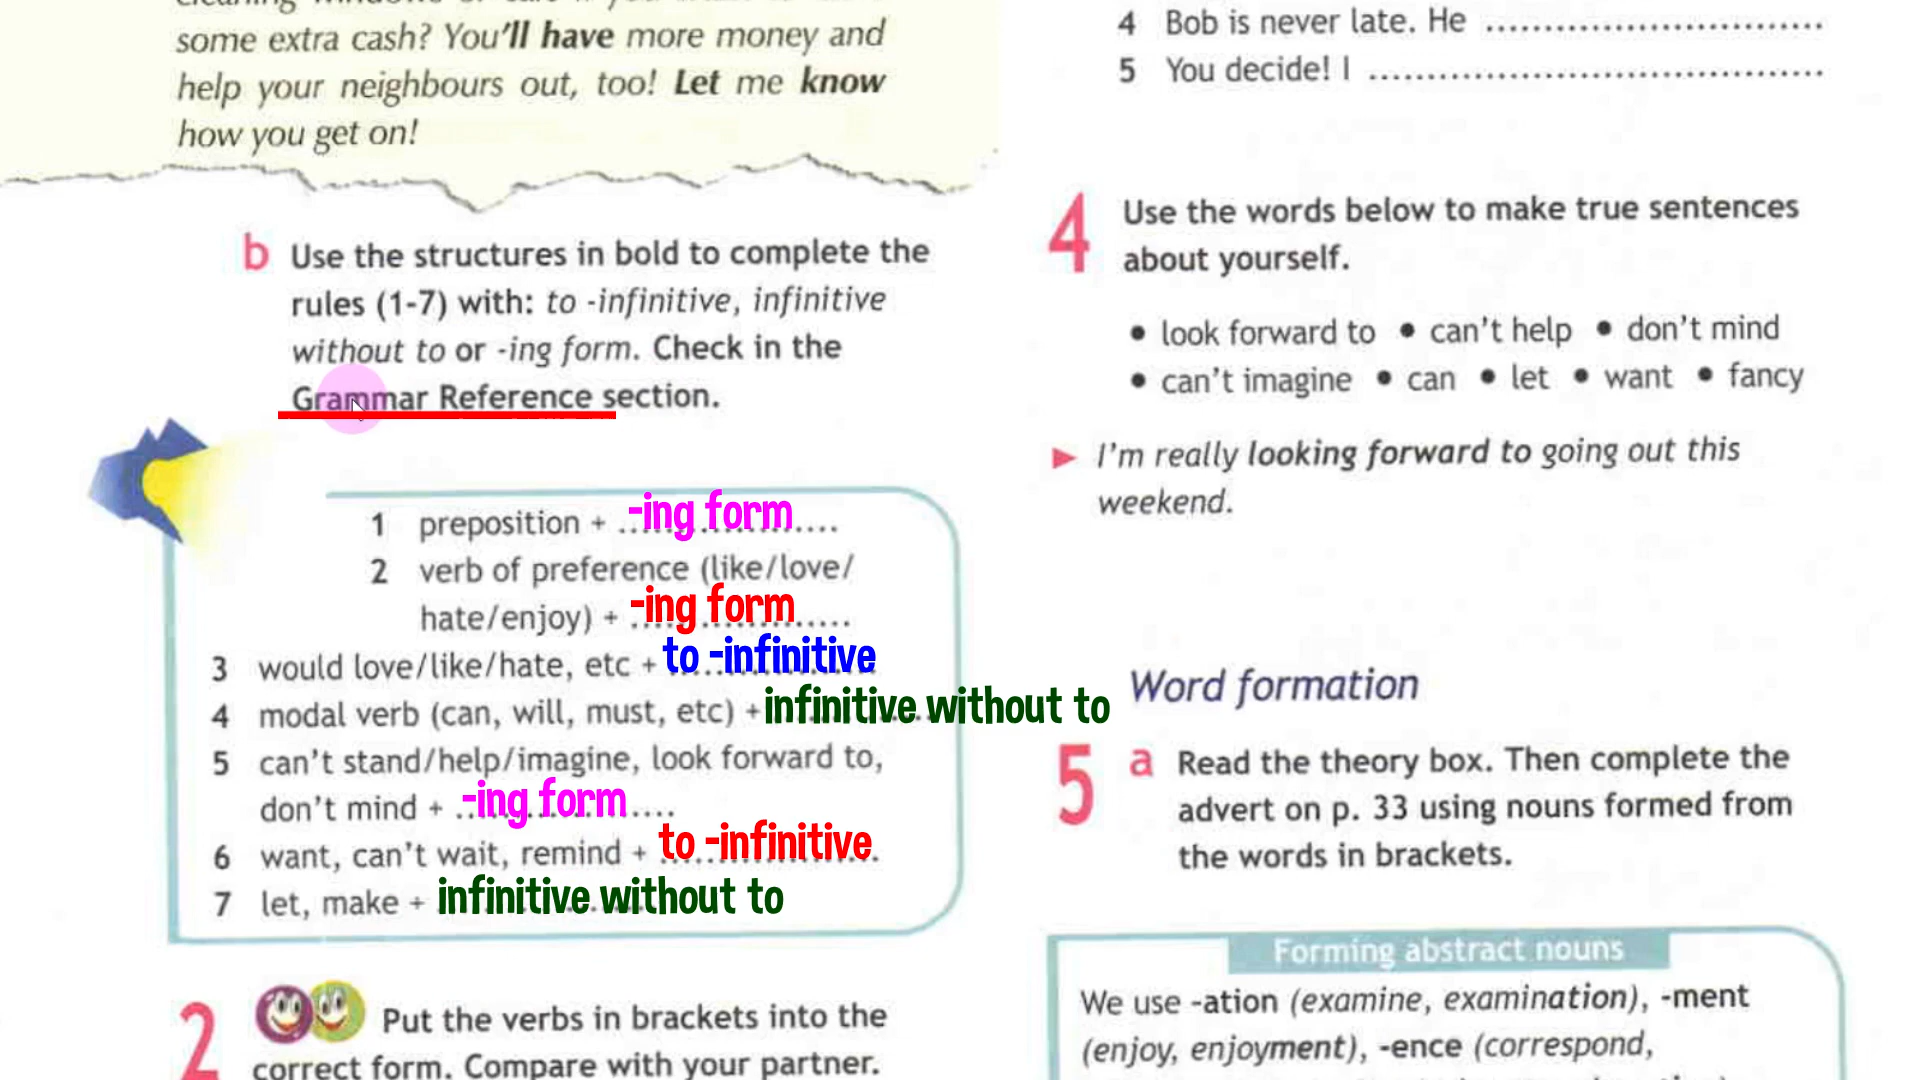 some extra cash? You'll have more money and
help your neighbours out, too! Let me know
how you get on!
b Use the structures in bold to complete the
rules (1-7) with: to -infinitive, infinitive
without to or -ing form. Check in the
Grammar Reference section.
1 preposition + -ing form
2 verb of preference (like/love/
hate/enjoy) + -ing form
3 would love/like/hate, etc + to -infinitive
4 modal verb (can, will, must, etc) + infinitive without to
5 can't stand/help/imagine, look forward to,
don't mind + -ing form
6 want, can't wait, remind + to -infinitive
7 let, make + infinitive without to
2 Put the verbs in brackets into the
correct form. Compare with your partner.
4 Bob is never late. He ..............................
5 You decide! I ........................................
4 Use the words below to make true sentences
about yourself.
• look forward to • can't help • don't mind
• can't imagine • can • let • want • fancy
► I'm really looking forward to going out this
weekend.
Word formation
5 a Read the theory box. Then complete the
advert on p. 33 using nouns formed from
the words in brackets.
Forming abstract nouns
We use -ation (examine, examination), -ment
(enjoy, enjoyment), -ence (correspond,